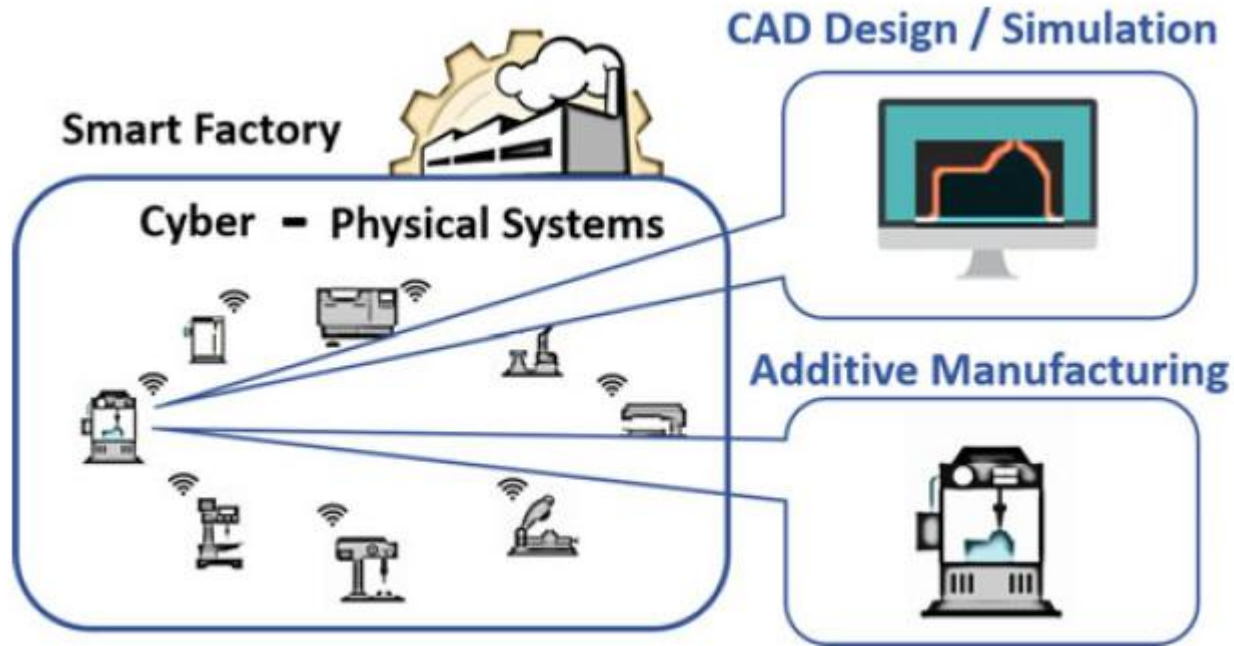 CAD Design / Simulation
Smart Factory
Cyber - Physical Systems
Additive Manufacturing